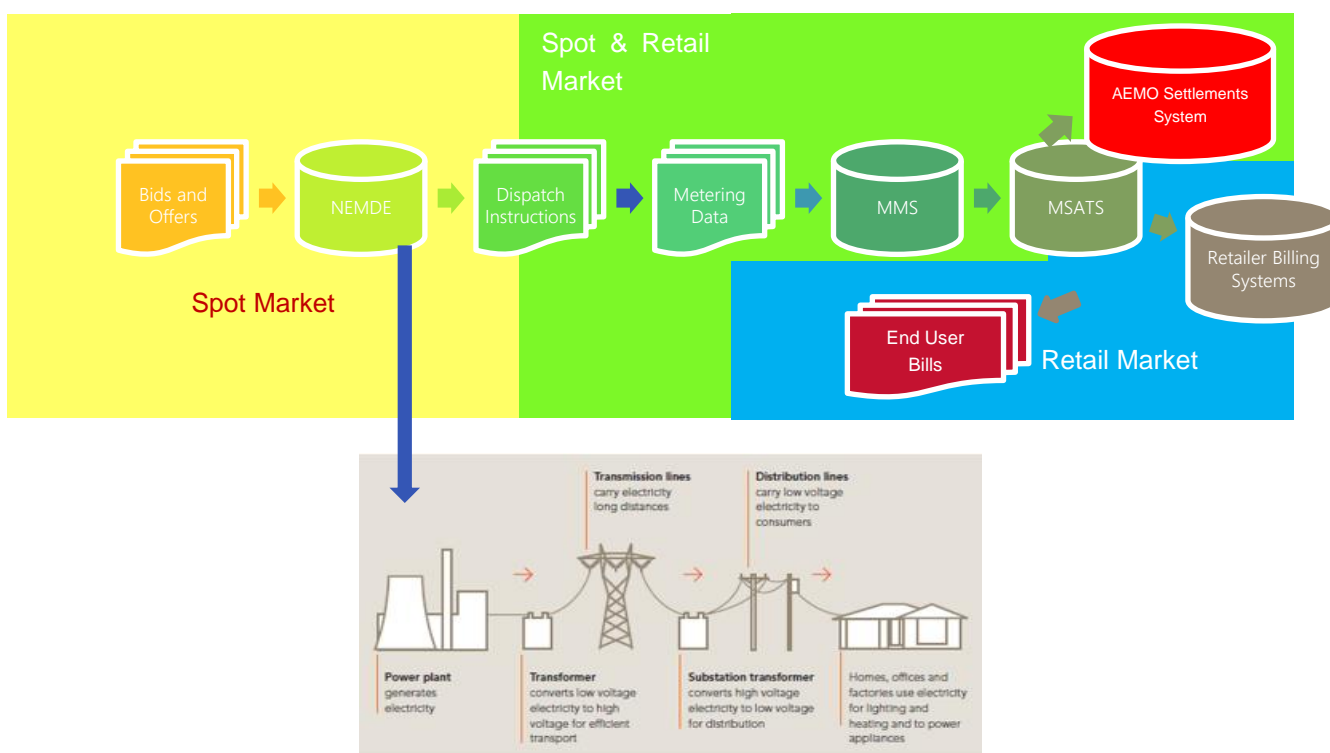 Spot & Retail
Market
AEMO Settlements
System
Bids and
Offers
NEMDE
Dispatch
Instructions
Metering
Data
MMS
MSATS
Retailer Billing
Systems
Spot Market
End User
Bills
Retail Market
Transmission lines
carry electricity
long distances
Distribution lines
carry low voltage
electricity to
consumers
Power plant
generates
electricity
Transformer
converts low voltage
electricity to high
voltage for efficient
transport
Substation transformer
converts high voltage
electricity to low voltage
for distribution
Homes, offices and
factories use electricity
for lighting and
heating and to power
appliances